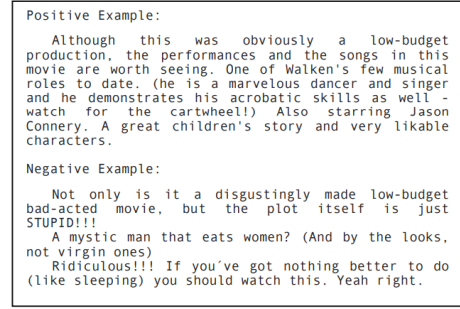 Positive Example:
Although this was obviously a low-budget
production, the performances and the songs in this
movie are worth seeing. One of Walken's few musical
roles to date. (he is a marvelous dancer and singer
and he demonstrates his acrobatic skills as well -
watch for the cartwheel!) Also starring Jason
Connery. A great children's story and very likable
characters.
Negative Example:
Not only is it a disgustingly made low-budget
bad-acted movie, but the plot itself is just
STUPID!!!
A mystic man that eats women? (And by the looks,
not virgin ones)
Ridiculous!!! If you´ve got nothing better to do
(like sleeping) you should watch this. Yeah right.